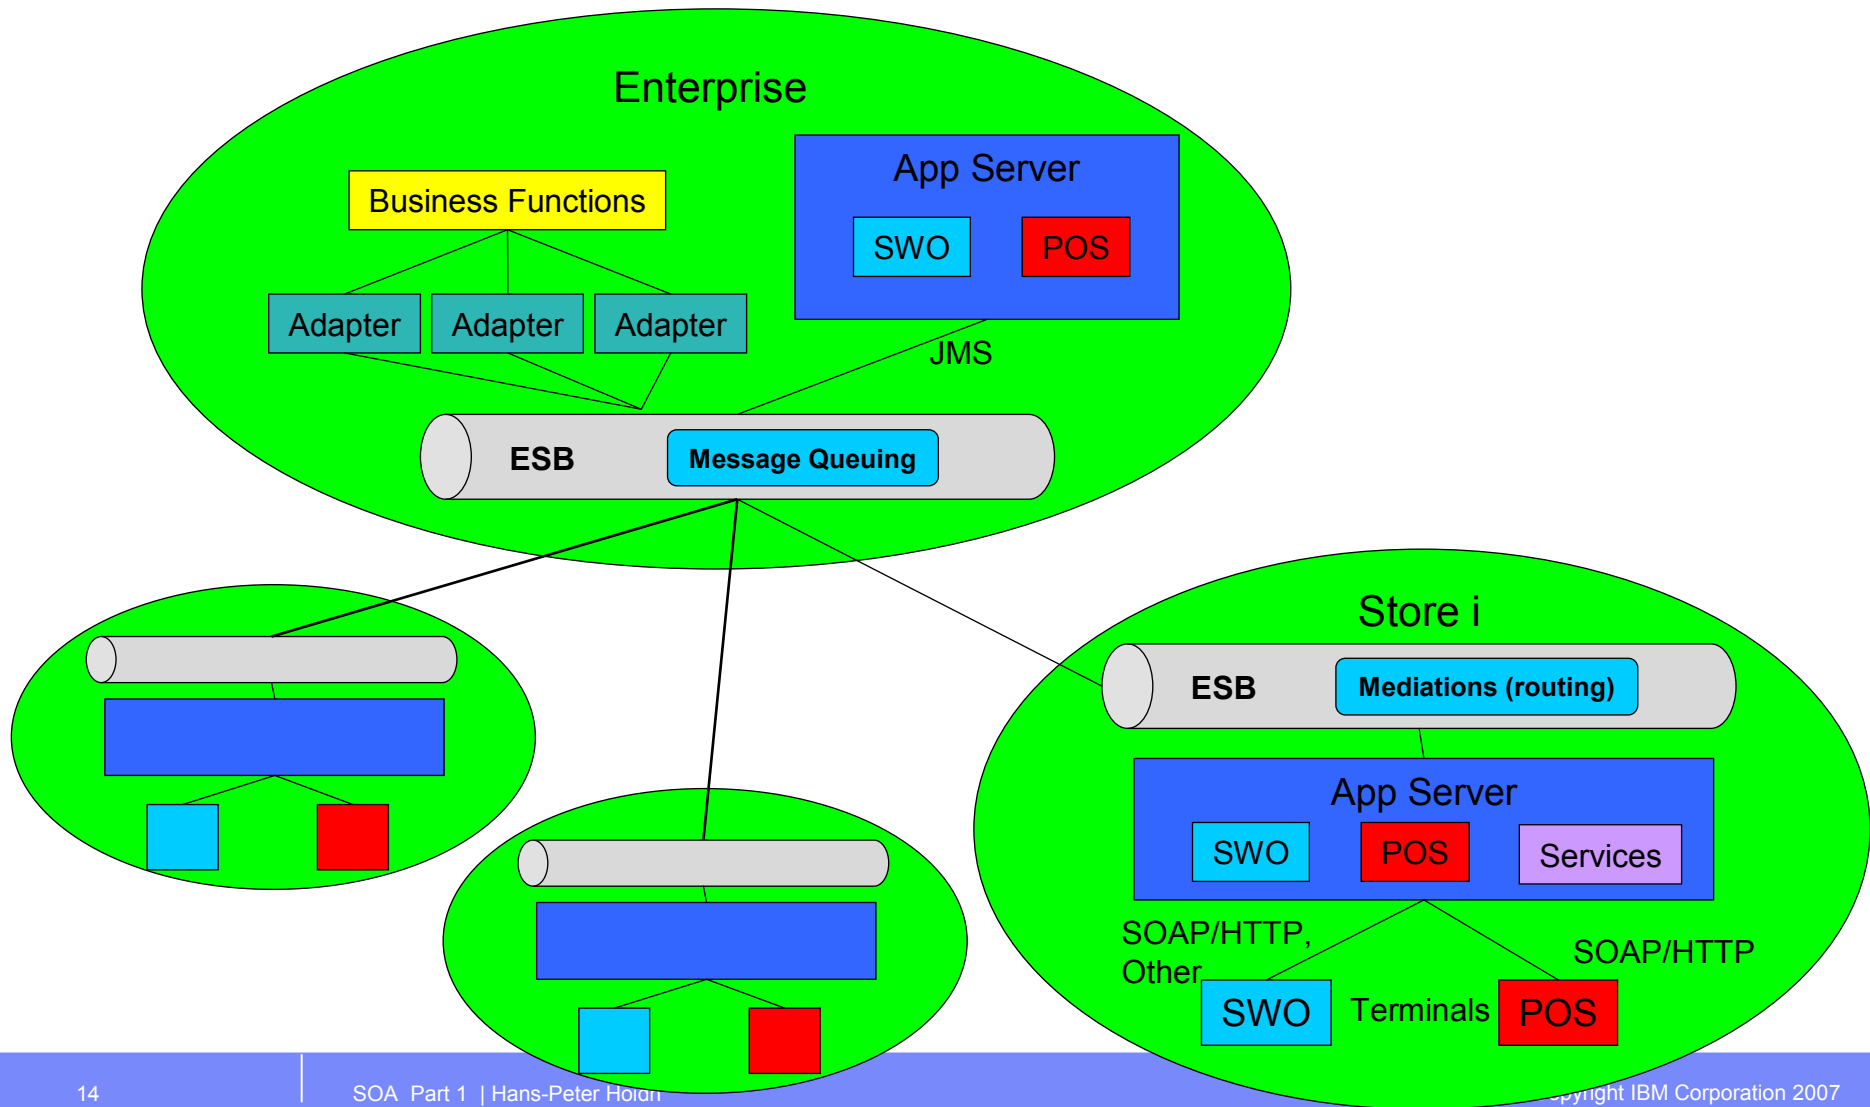 Enterprise
App Server
Business Functions
SWO
POS
Adapter
Adapter
Adapter
JMS
ESB
Message Queuing
Store i
ESB
Mediations (routing)
App Server
SWO
POS
Services
SOAP/HTTP,
Other
SOAP/HTTP
SWO
Terminals
POS
14
SOA Part 1 | Hans-Peter
IBM Corporation 2007